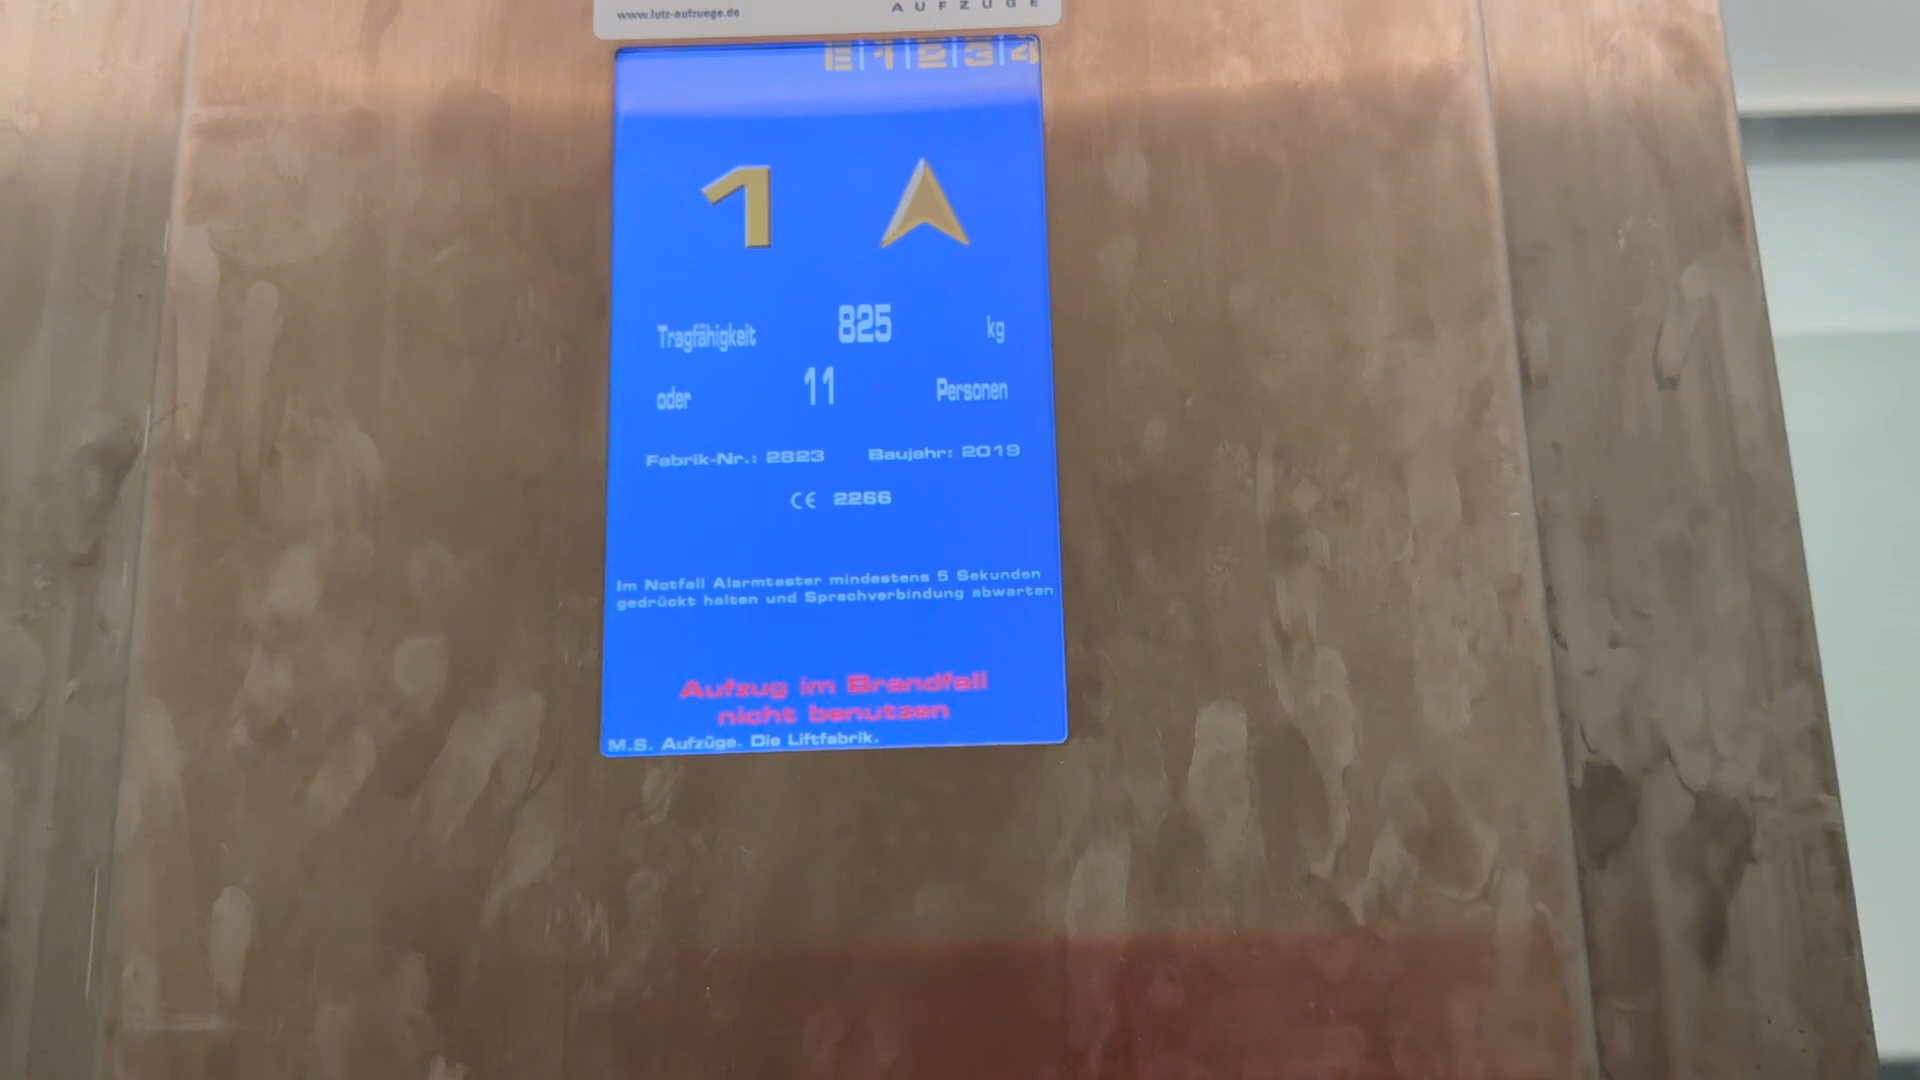 www.lutz-aufzuege.de AUFZÜGE
E|1|2|3|4
1
Tragfähigkeit 825 kg
oder 11 Personen
Fabrik-Nr.: 2823 Baujahr: 2019
CE 2266
Im Notfall Alarmtaster mindestens 5 Sekunden
gedrückt halten und Sprechverbindung abwarten
Aufzug im Brandfall
nicht benutzen
M.S. Aufzüge. Die Liftfabrik.